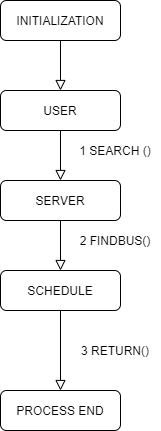 INITIALIZATION
USER
1 SEARCH ()
SERVER
2 FINDBUS()
SCHEDULE
3 RETURN()
PROCESS END